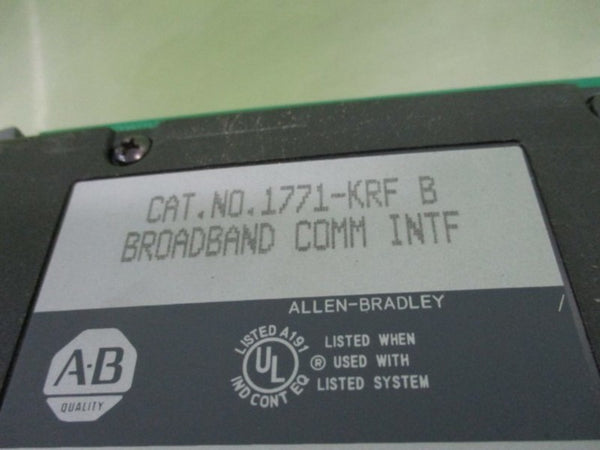 CAT.NO.1771-KRF B
BROADBAND COMM INTF
ALLEN-BRADLEY
A·B
QUALITY
LISTED A191
UL
®
IND CONT EQ
LISTED WHEN
USED WITH
LISTED SYSTEM